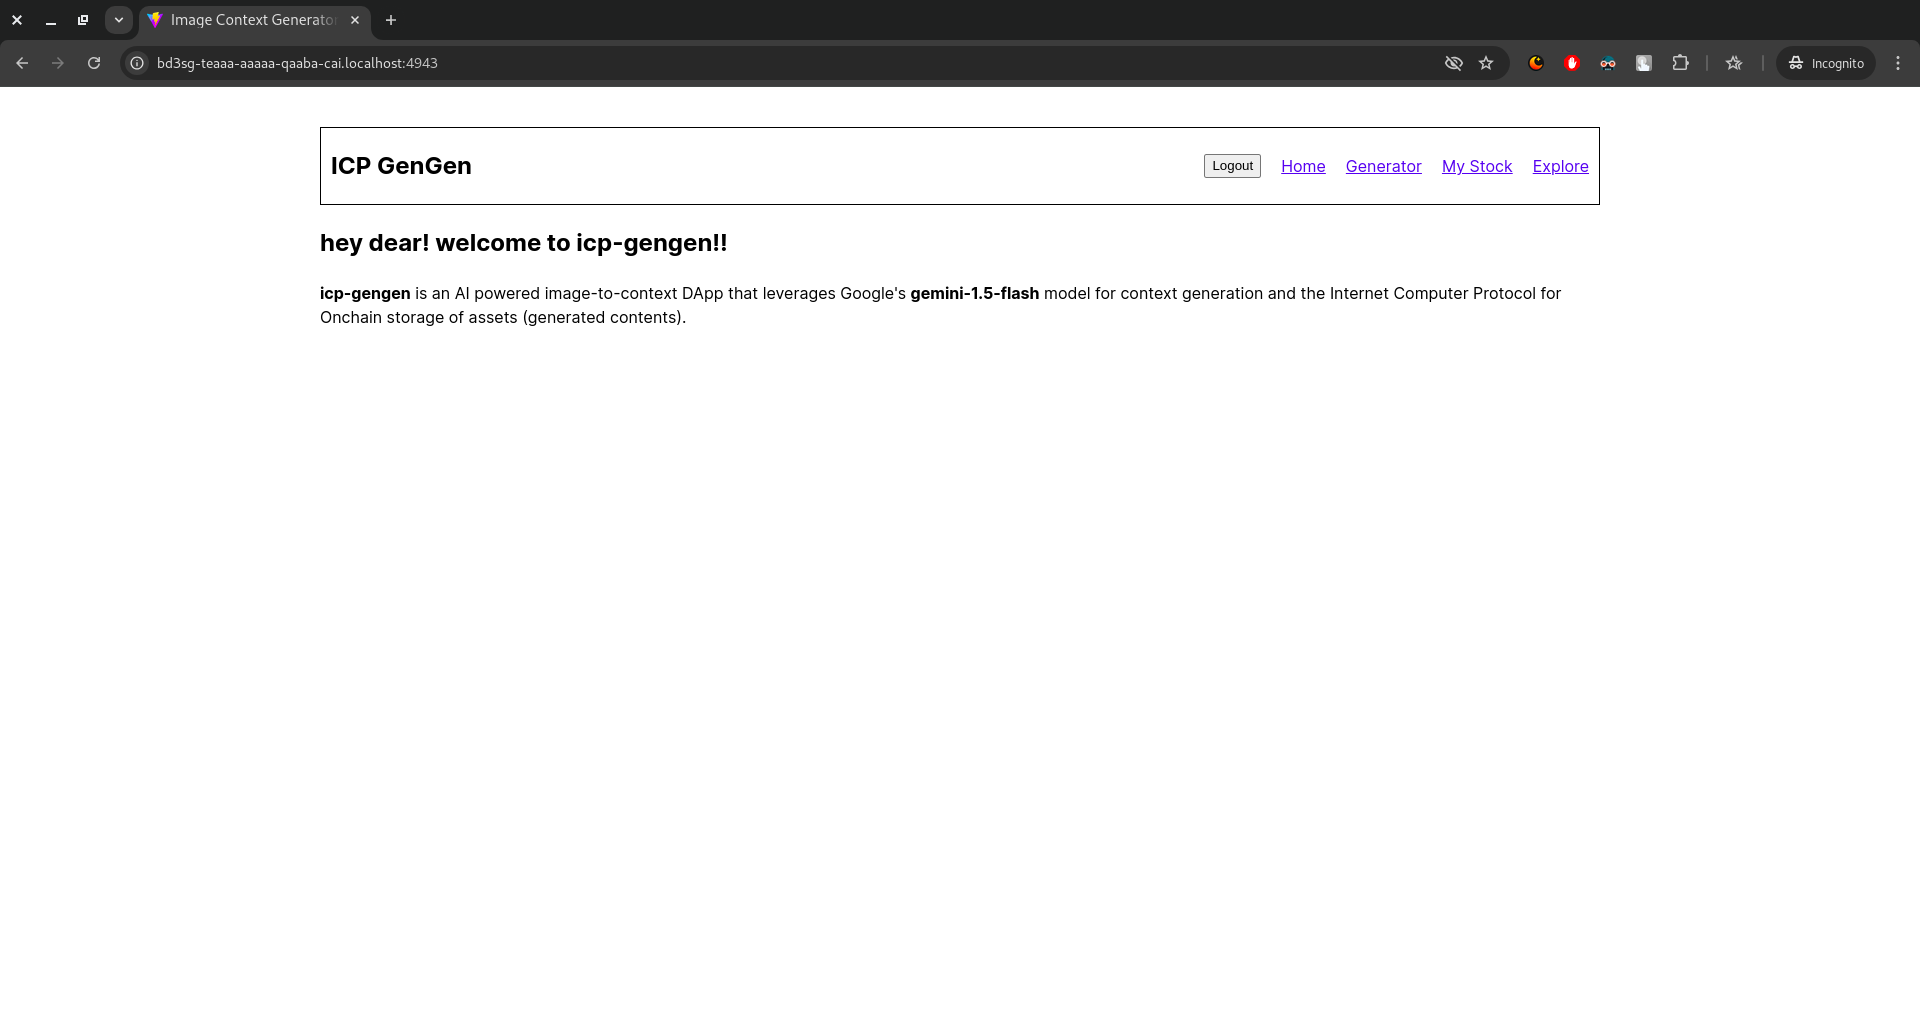 Image Context Generato
bd3sg-teaaa-aaaaa-qaaba-cai.localhost:4943
Incognito
ICP GenGen
Logout
Home
Generator
My Stock
Explore
hey dear! welcome to icp-gengen!!
icp-gengen is an AI powered image-to-context DApp that leverages Google's gemini-1.5-flash model for context generation and the Internet Computer Protocol for
Onchain storage of assets (generated contents).